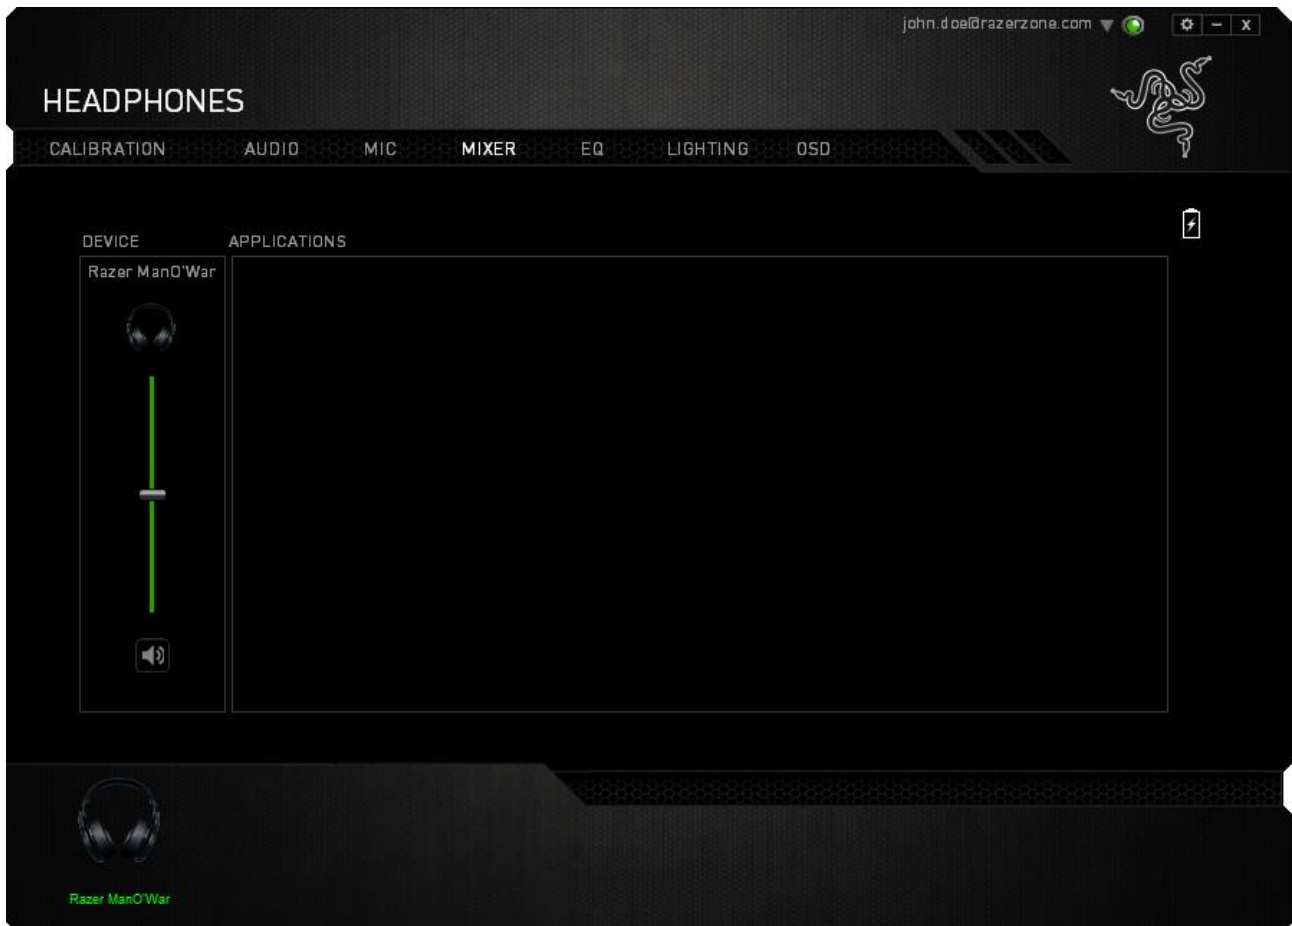 john.doe@razerzone.com
HEADPHONES
CALIBRATION AUDIO MIC MIXER EQ LIGHTING OSD
DEVICE APPLICATIONS
Razer ManO'War
Razer ManO'War